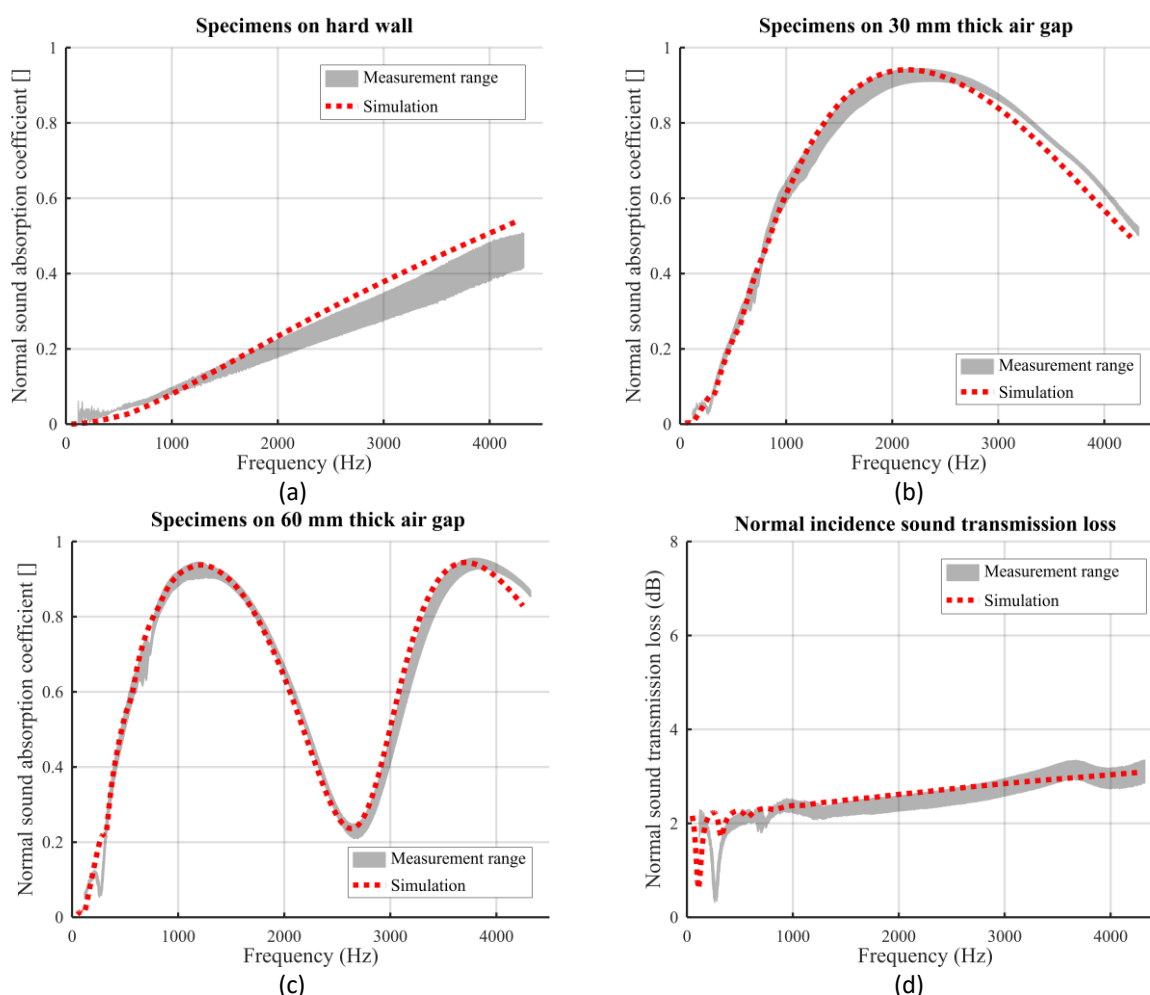 Specimens on hard wall
Normal sound absorption coefficient []
1
0.8
0.6
0.4
0.2
0
Measurement range
Simulation
0 1000 2000 3000 4000
Frequency (Hz)
(a)
Specimens on 30 mm thick air gap
Normal sound absorption coefficient []
1
0.8
0.6
0.4
0.2
0
Measurement range
Simulation
0 1000 2000 3000 4000
Frequency (Hz)
(b)
Specimens on 60 mm thick air gap
Normal sound absorption coefficient []
1
0.8
0.6
0.4
0.2
0
Measurement range
Simulation
0 1000 2000 3000 4000
Frequency (Hz)
(c)
Normal incidence sound transmission loss
Normal sound transmission loss (dB)
8
6
4
2
0
Measurement range
Simulation
0 1000 2000 3000 4000
Frequency (Hz)
(d)